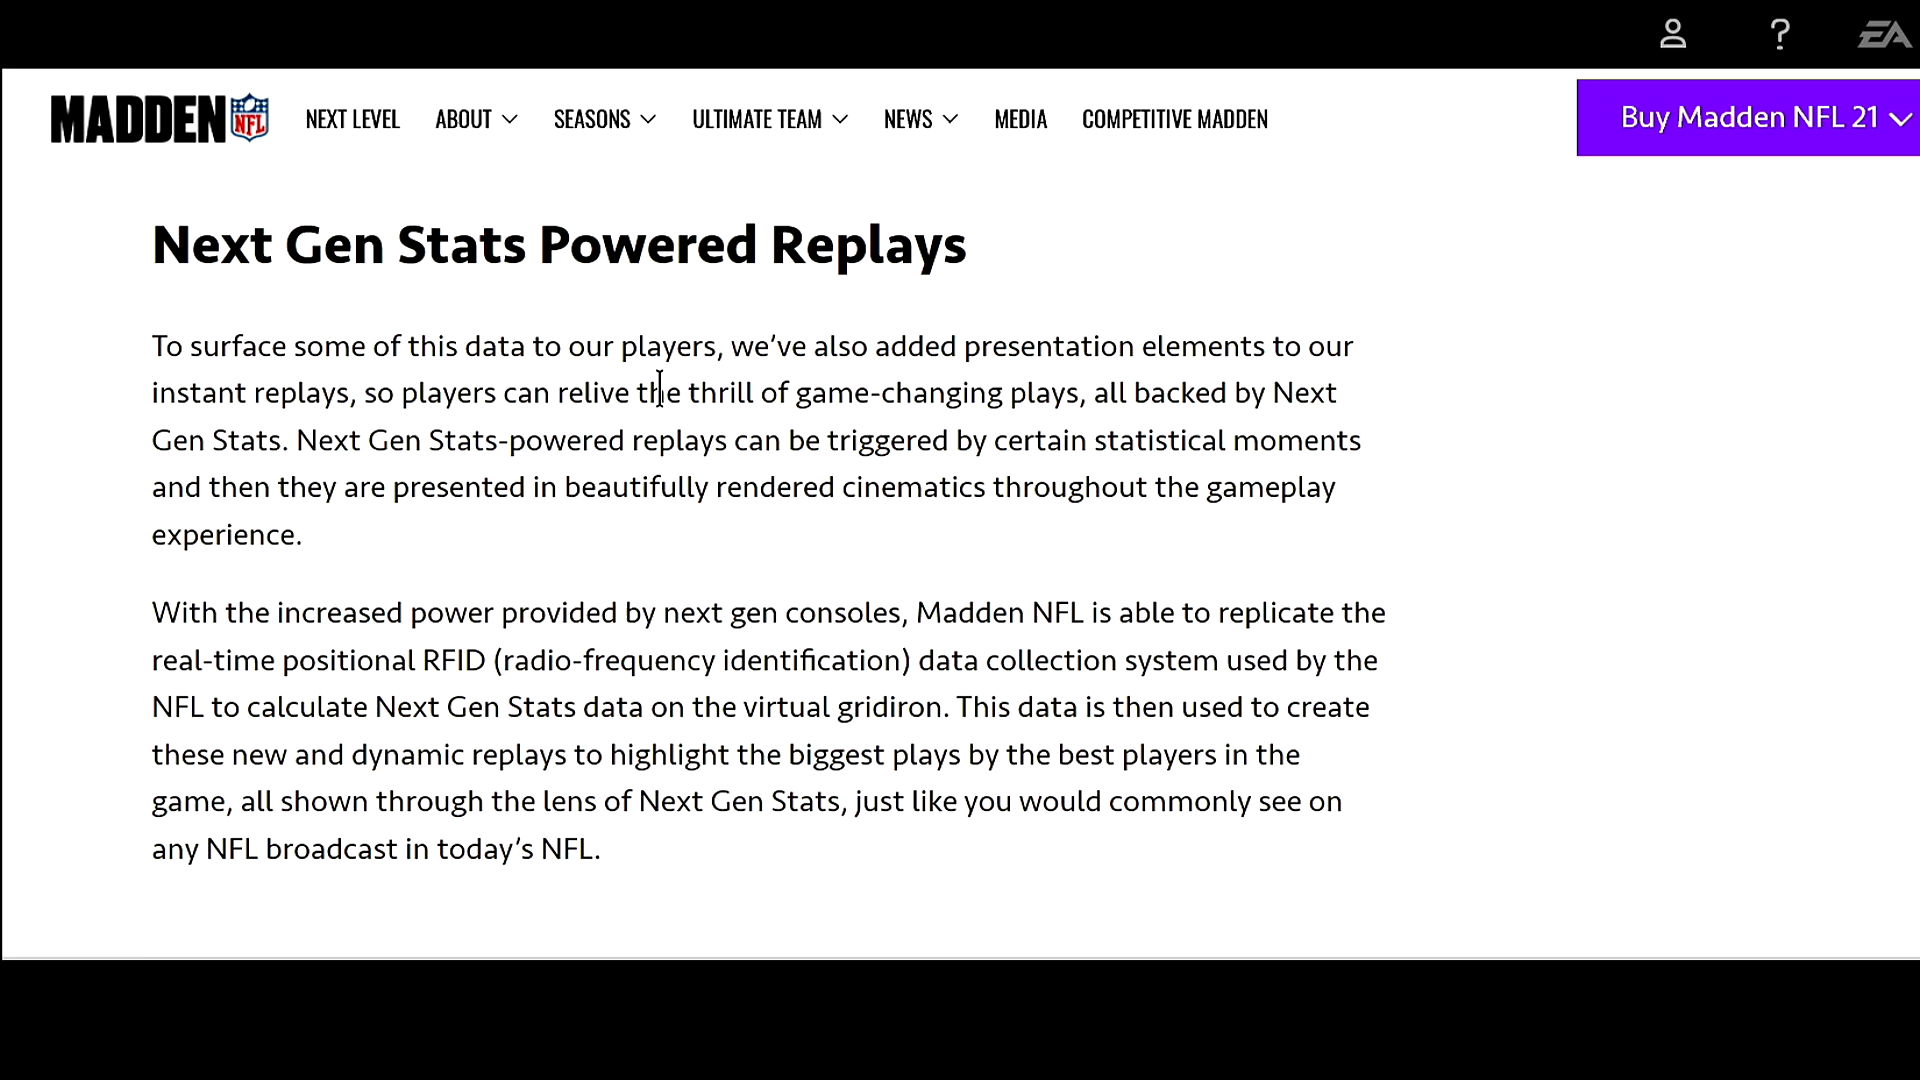 ?
EA
MADDEN NFL NEXT LEVEL ABOUT SEASONS ULTIMATE TEAM NEWS MEDIA COMPETITIVE MADDEN Buy Madden NFL 21
Next Gen Stats Powered Replays
To surface some of this data to our players, we’ve also added presentation elements to our
instant replays, so players can relive the thrill of game-changing plays, all backed by Next
Gen Stats. Next Gen Stats-powered replays can be triggered by certain statistical moments
and then they are presented in beautifully rendered cinematics throughout the gameplay
experience.
With the increased power provided by next gen consoles, Madden NFL is able to replicate the
real-time positional RFID (radio-frequency identification) data collection system used by the
NFL to calculate Next Gen Stats data on the virtual gridiron. This data is then used to create
these new and dynamic replays to highlight the biggest plays by the best players in the
game, all shown through the lens of Next Gen Stats, just like you would commonly see on
any NFL broadcast in today’s NFL.